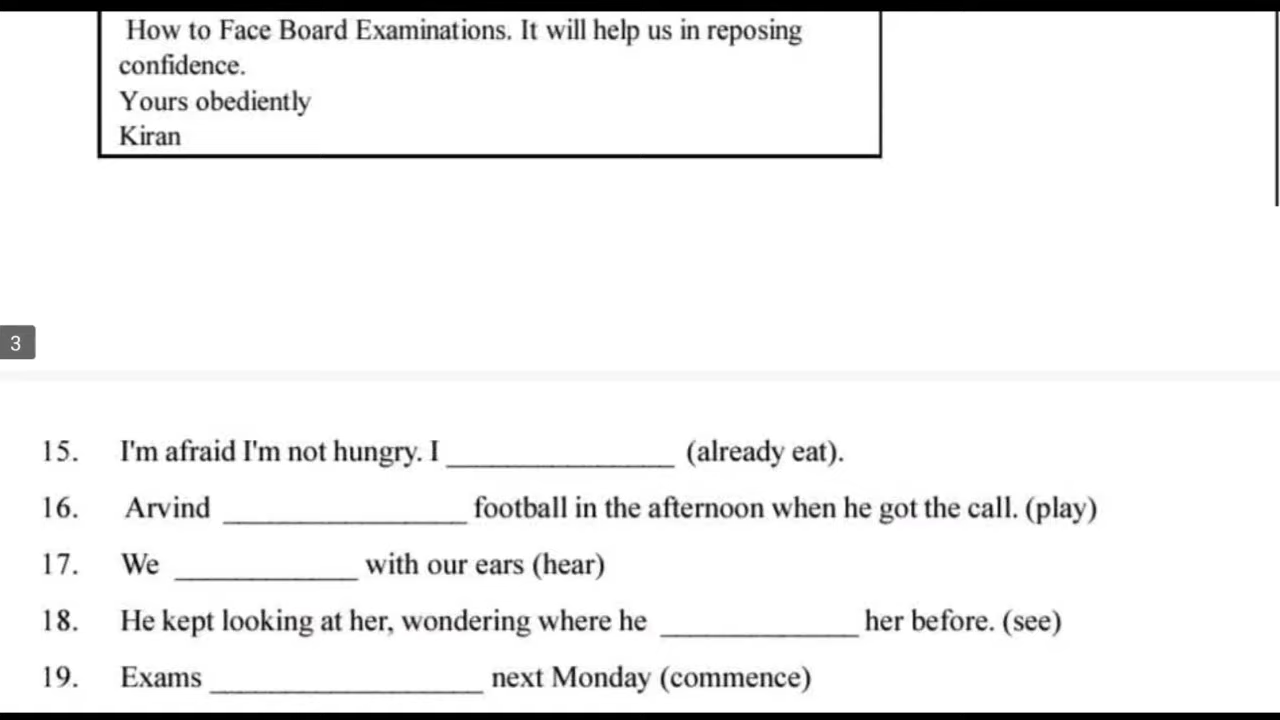 How to Face Board Examinations. It will help us in reposing
confidence.
Yours obediently
Kiran
3
15. I'm afraid I'm not hungry. I ________________ (already eat).
16. Arvind _________________ football in the afternoon when he got the call. (play)
17. We _____________ with our ears (hear)
18. He kept looking at her, wondering where he ______________ her before. (see)
19. Exams ___________________ next Monday (commence)